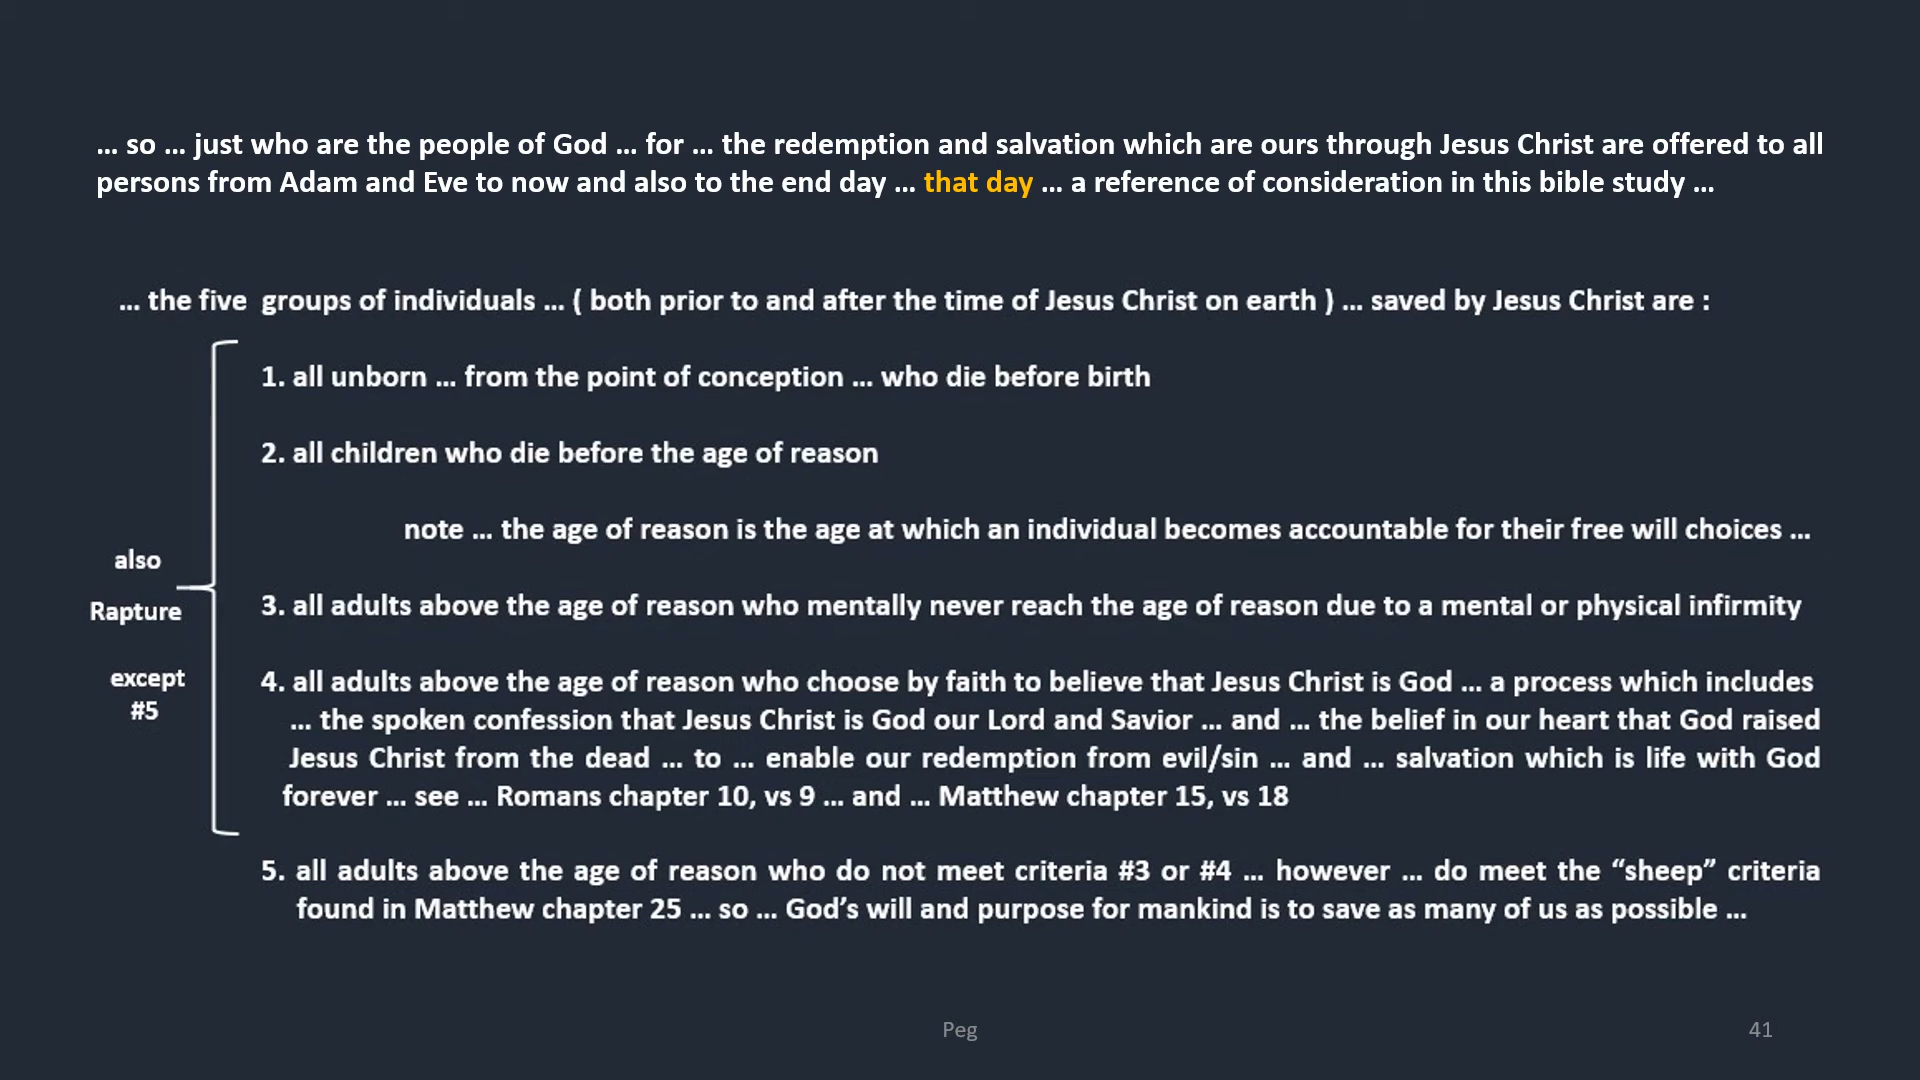 ... so ... just who are the people of God ... for ... the redemption and salvation which are ours through Jesus Christ are offered to all
persons from Adam and Eve to now and also to the end day ... that day ... a reference of consideration in this bible study ...
... the five groups of individuals ... ( both prior to and after the time of Jesus Christ on earth ) ... saved by Jesus Christ are :
1. all unborn ... from the point of conception ... who die before birth
2. all children who die before the age of reason
note ... the age of reason is the age at which an individual becomes accountable for their free will choices ...
also
Rapture
except
#5
3. all adults above the age of reason who mentally never reach the age of reason due to a mental or physical infirmity
4. all adults above the age of reason who choose by faith to believe that Jesus Christ is God ... a process which includes
... the spoken confession that Jesus Christ is God our Lord and Savior ... and ... the belief in our heart that God raised
Jesus Christ from the dead ... to ... enable our redemption from evil/sin ... and ... salvation which is life with God
forever ... see ... Romans chapter 10, vs 9 ... and ... Matthew chapter 15, vs 18
5. all adults above the age of reason who do not meet criteria #3 or #4 ... however ... do meet the “sheep” criteria
found in Matthew chapter 25 ... so ... God’s will and purpose for mankind is to save as many of us as possible ...
Peg
41